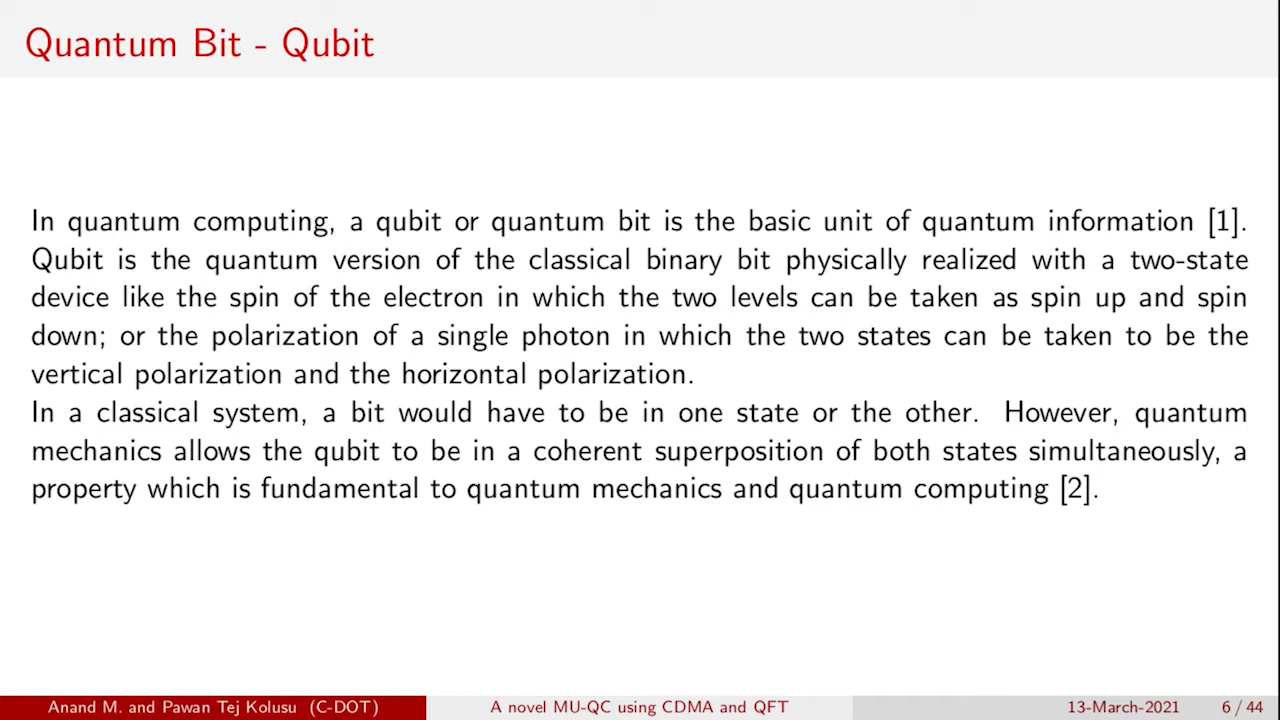 Quantum Bit - Qubit
In quantum computing, a qubit or quantum bit is the basic unit of quantum information [1].
Qubit is the quantum version of the classical binary bit physically realized with a two-state
device like the spin of the electron in which the two levels can be taken as spin up and spin
down; or the polarization of a single photon in which the two states can be taken to be the
vertical polarization and the horizontal polarization.
In a classical system, a bit would have to be in one state or the other. However, quantum
mechanics allows the qubit to be in a coherent superposition of both states simultaneously, a
property which is fundamental to quantum mechanics and quantum computing [2].
Anand M. and Pawan Tej Kolusu (C-DOT) A novel MU-QC using CDMA and QFT 13-March-2021 6 / 44